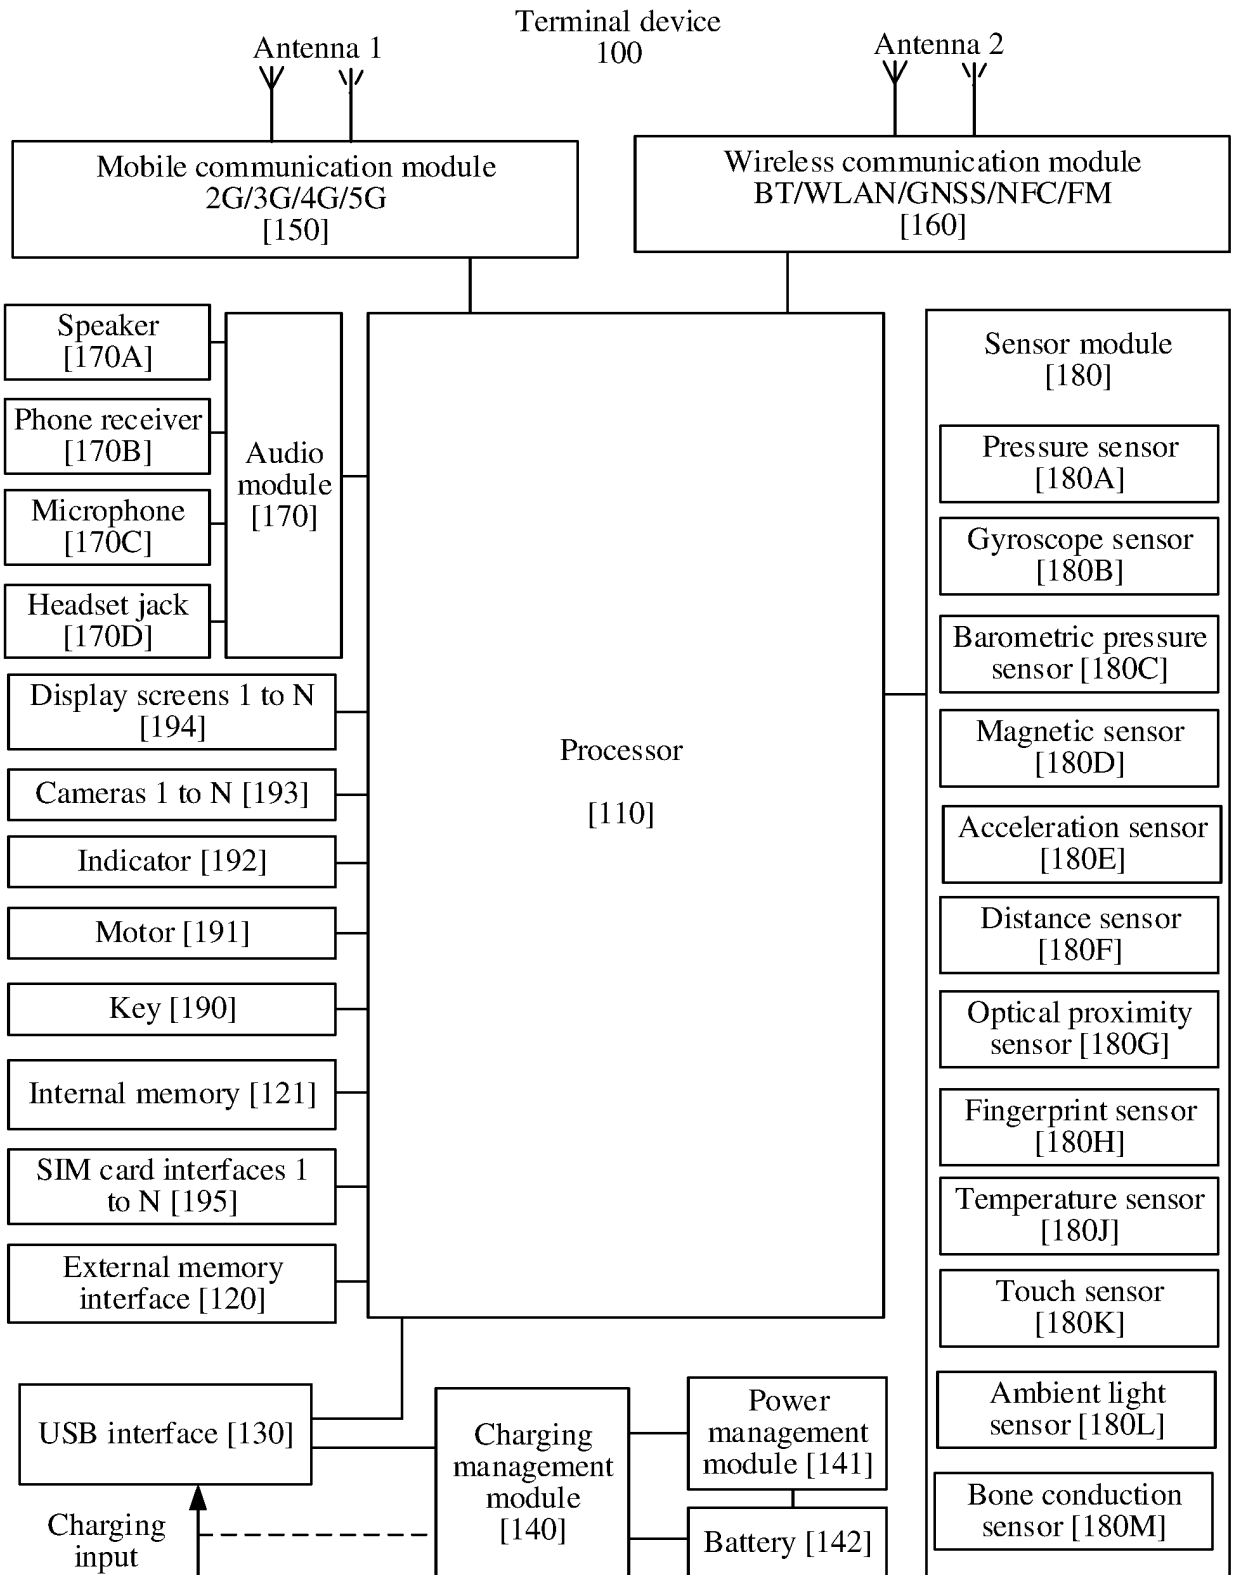 Terminal device
100
Antenna 1
Antenna 2
Mobile communication module
2G/3G/4G/5G
[150]
Wireless communication module
BT/WLAN/GNSS/NFC/FM
[160]
Speaker
[170A]
Phone receiver
[170B]
Microphone
[170C]
Headset jack
[170D]
Audio
module
[170]
Display screens 1 to N
[194]
Cameras 1 to N [193]
Indicator [192]
Motor [191]
Key [190]
Internal memory [121]
SIM card interfaces 1
to N [195]
External memory
interface [120]
Processor
[110]
Sensor module
[180]
Pressure sensor
[180A]
Gyroscope sensor
[180B]
Barometric pressure
sensor [180C]
Magnetic sensor
[180D]
Acceleration sensor
[180E]
Distance sensor
[180F]
Optical proximity
sensor [180G]
Fingerprint sensor
[180H]
Temperature sensor
[180J]
Touch sensor
[180K]
Ambient light
sensor [180L]
Bone conduction
sensor [180M]
USB interface [130]
Charging
input
Charging
management
module
[140]
Power
management
module [141]
Battery [142]